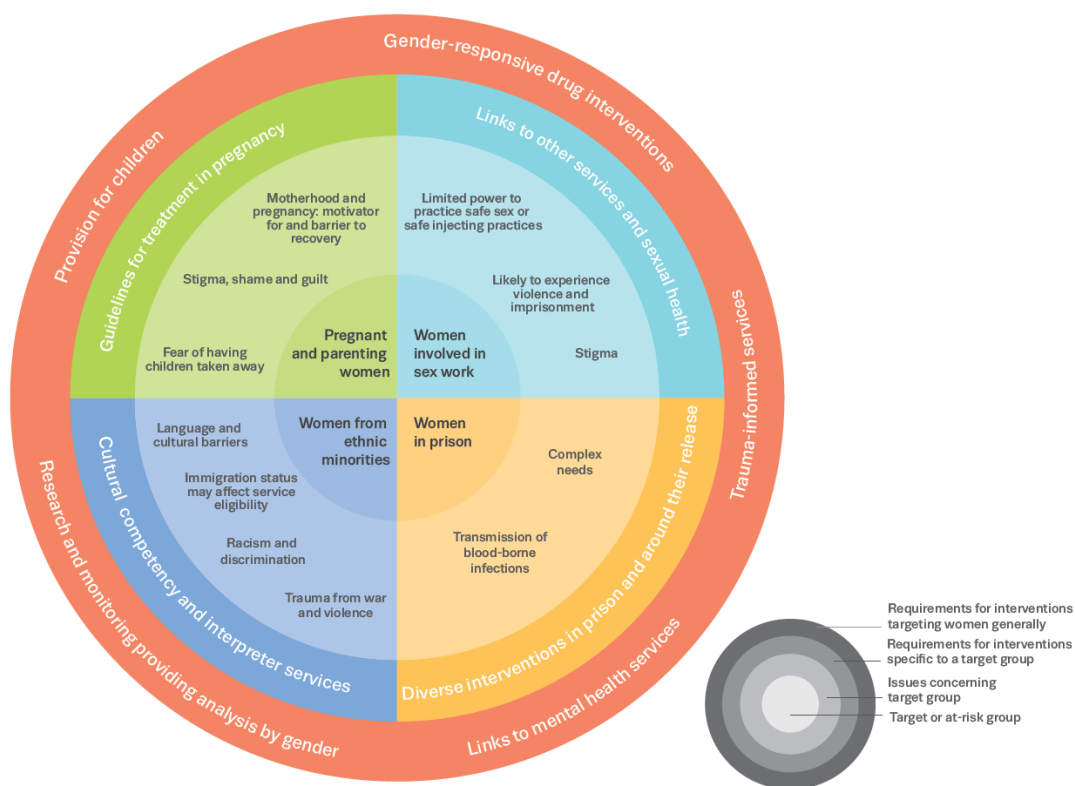 Gender-responsive drug interventions
Provision for children
Trauma-informed services
Research and monitoring providing analysis by gender
Links to mental health services
Guidelines for treatment in pregnancy
Motherhood and
pregnancy: motivator
for and barrier to
recovery
Stigma, shame and guilt
Fear of having
children taken away
Pregnant
and parenting
women
Links to other services and sexual health
Limited power to
practice safe sex or
safe injecting practices
Likely to experience
violence and
imprisonment
Stigma
Women
involved in
sex work
Cultural competency and interpreter services
Language and
cultural barriers
Immigration status
may affect service
eligibility
Racism and
discrimination
Trauma from war
and violence
Women from
ethnic
minorities
Women
in prison
Complex
needs
Transmission of
blood-borne
infections
Diverse interventions in prison and around their release
Requirements for interventions
targeting women generally
Requirements for interventions
specific to a target group
Issues concerning
target group
Target or at-risk group